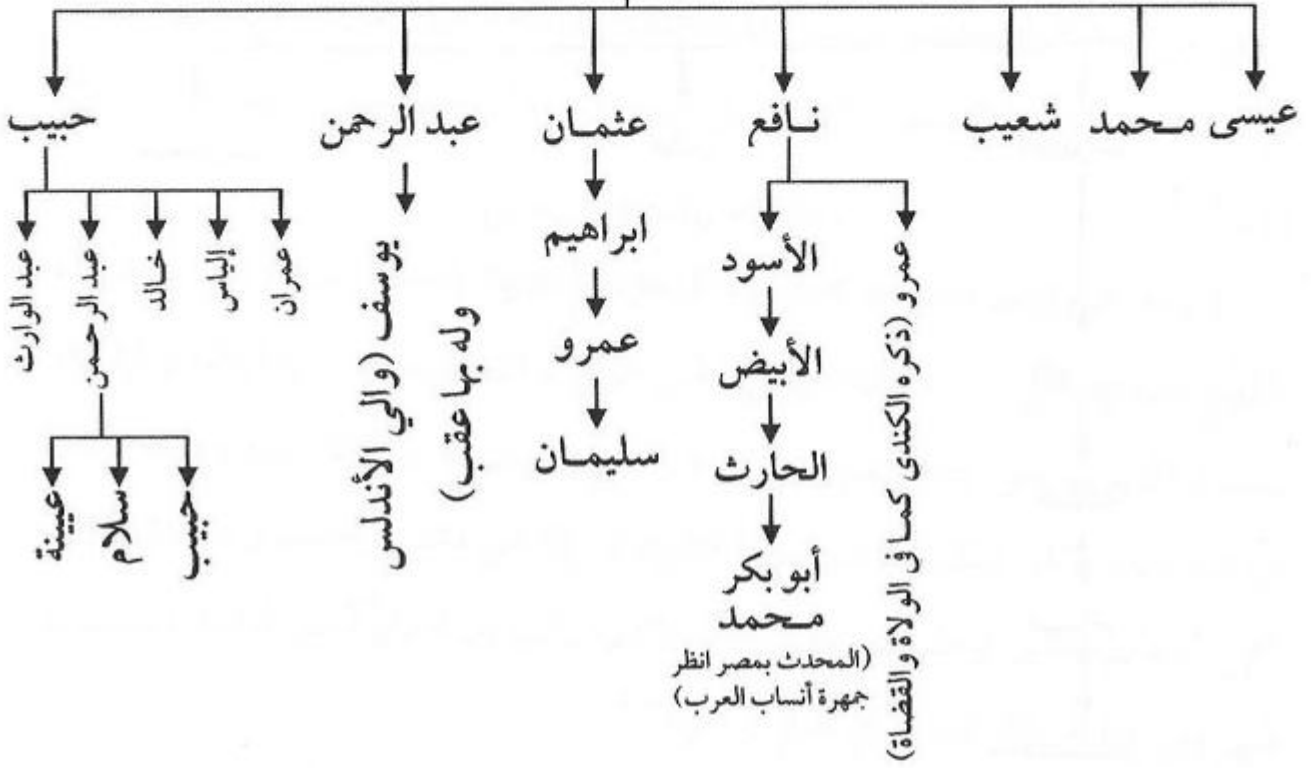 عيسى
محمد
شعيب
نافع
عثمان
عبد الرحمن
حبيب
عمرو (ذكره الكندى كما فى الولاة والقضاة)
الأسود
الأبيض
الحارث
أبو بكر
محمد
(المحدث بمصر انظر
جمهرة أنساب العرب)
ابراهيم
عمرو
سليمان
يوسف (والي الأندلس
وله بها عقب)
عمران
إلياس
خالد
عبد الرحمن
عبد الوارث
حبيب
سلام
عيينة